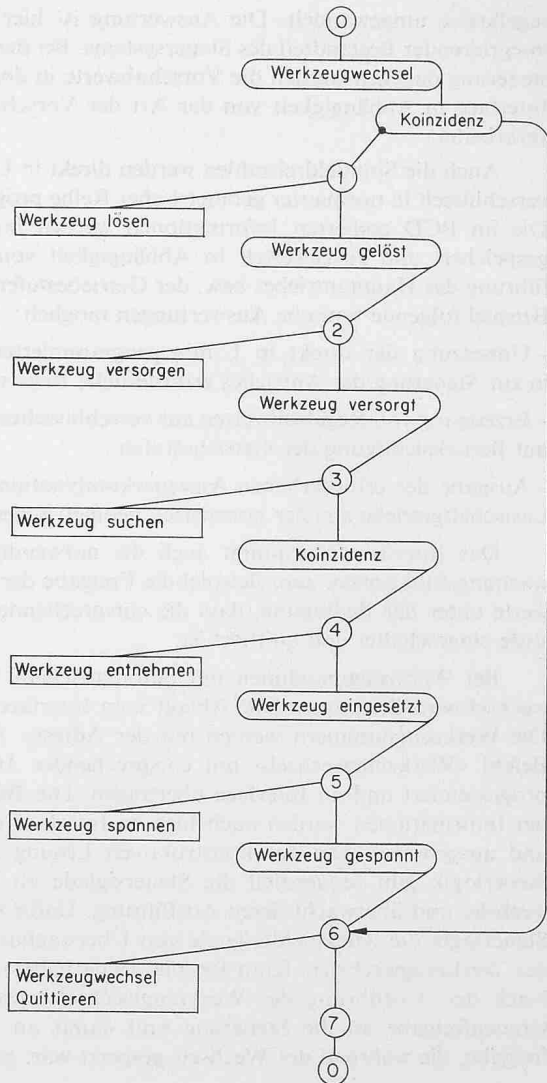 0
Werkzeugwechsel
Koinzidenz
1
Werkzeug lösen
Werkzeug gelöst
2
Werkzeug versorgen
Werkzeug versorgt
3
Werkzeug suchen
Koinzidenz
4
Werkzeug entnehmen
Werkzeug eingesetzt
5
Werkzeug spannen
Werkzeug gespannt
6
Werkzeugwechsel
Quittieren
7
0